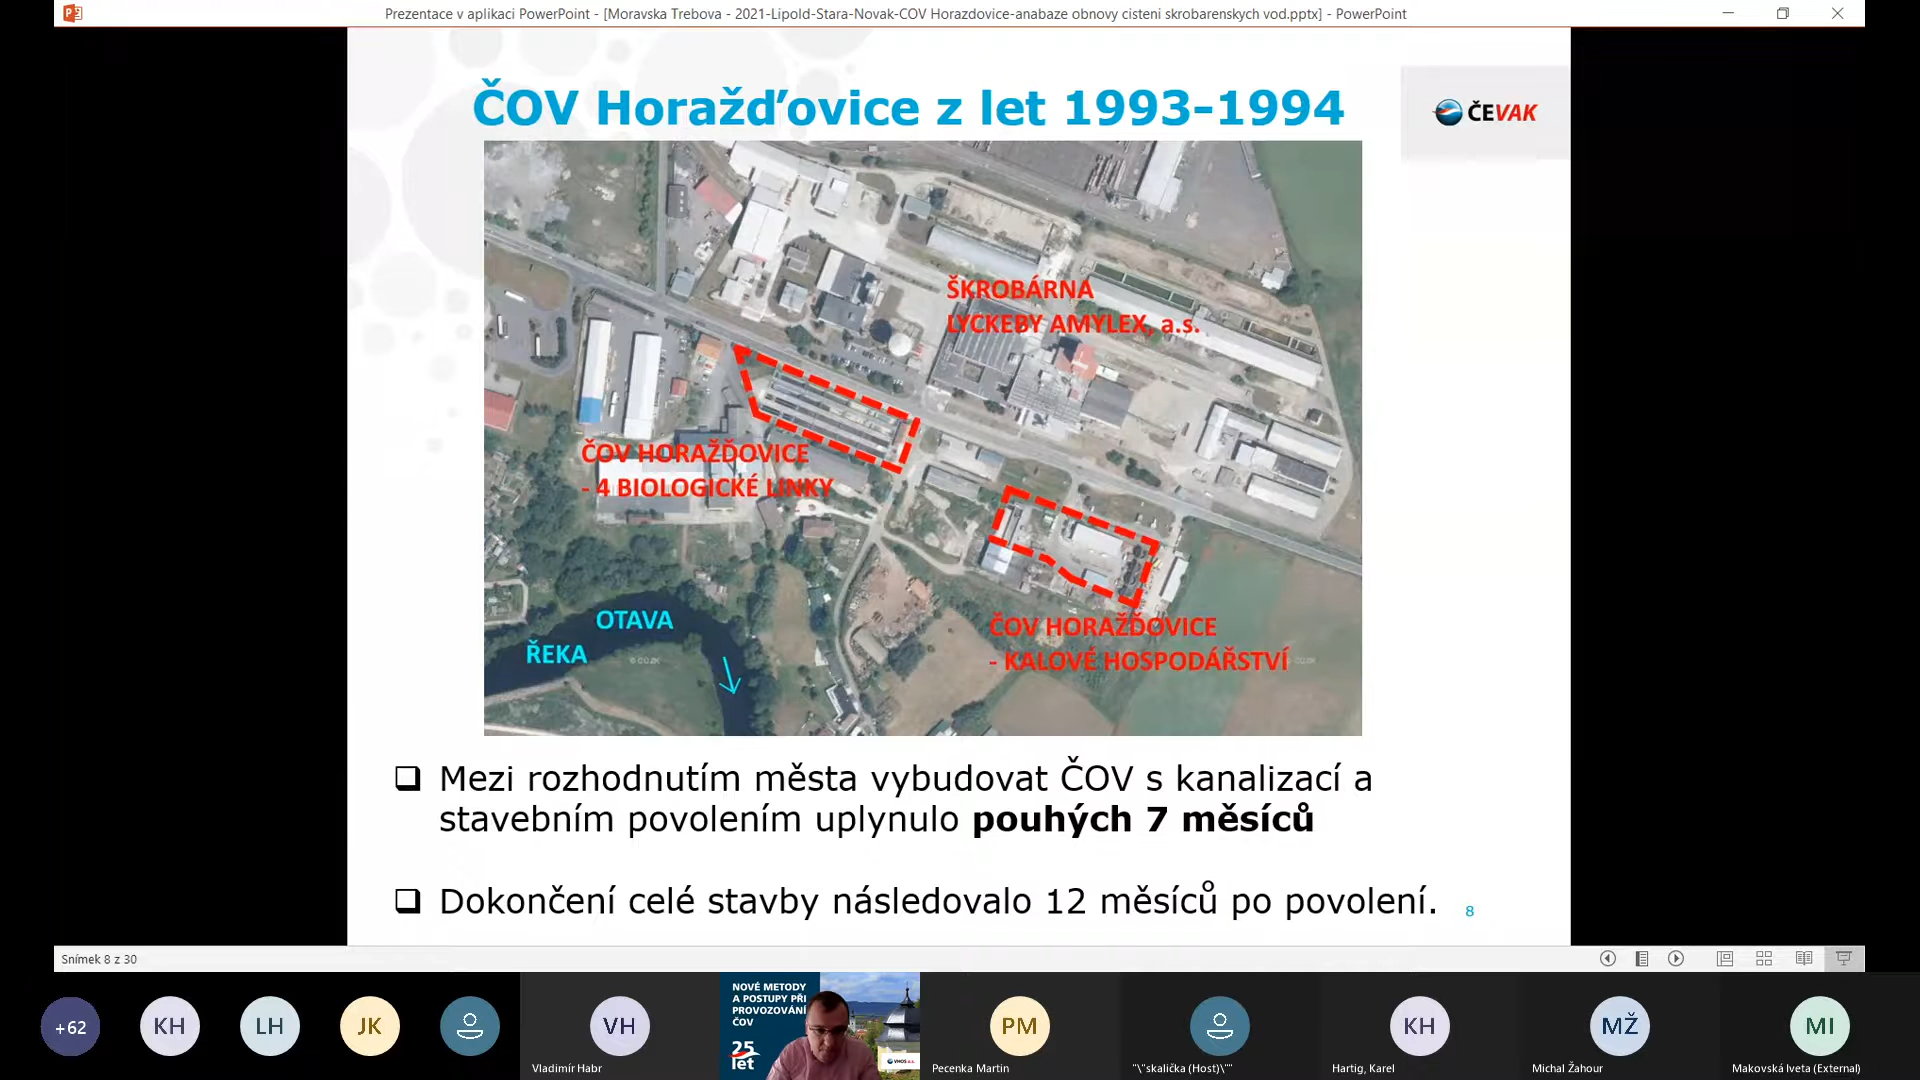 Prezentace v aplikaci PowerPoint - [Moravska Trebova - 2021-Lipold-Stara-Novak-COV Horazdovice-anabaze obnovy cisteni skrobarenskych vod.pptx] - PowerPoint
ČOV Horažďovice z let 1993-1994
ČEVAK
ŠKROBÁRNA
LYCKEBY AMYLEX, a.s.
ČOV HORAŽĎOVICE
- 4 BIOLOGICKÉ LINKY
ČOV HORAŽĎOVICE
- KALOVÉ HOSPODÁŘSTVÍ
OTAVA
ŘEKA
Mezi rozhodnutím města vybudovat ČOV s kanalizací a
stavebním povolením uplynulo pouhých 7 měsíců
Dokončení celé stavby následovalo 12 měsíců po povolení.
8
Snímek 8 z 30
+62
KH
LH
JK
VH
Vladimír Habr
NOVÉ METODY
A POSTUPY PŘI
PROVOZOVÁNÍ
ČOV
25
let
VHOS a.s.
PM
Pecenka Martin
"\"skalička (Host)\""
KH
Hartig, Karel
MŽ
Michal Žahour
MI
Makovská Iveta (External)